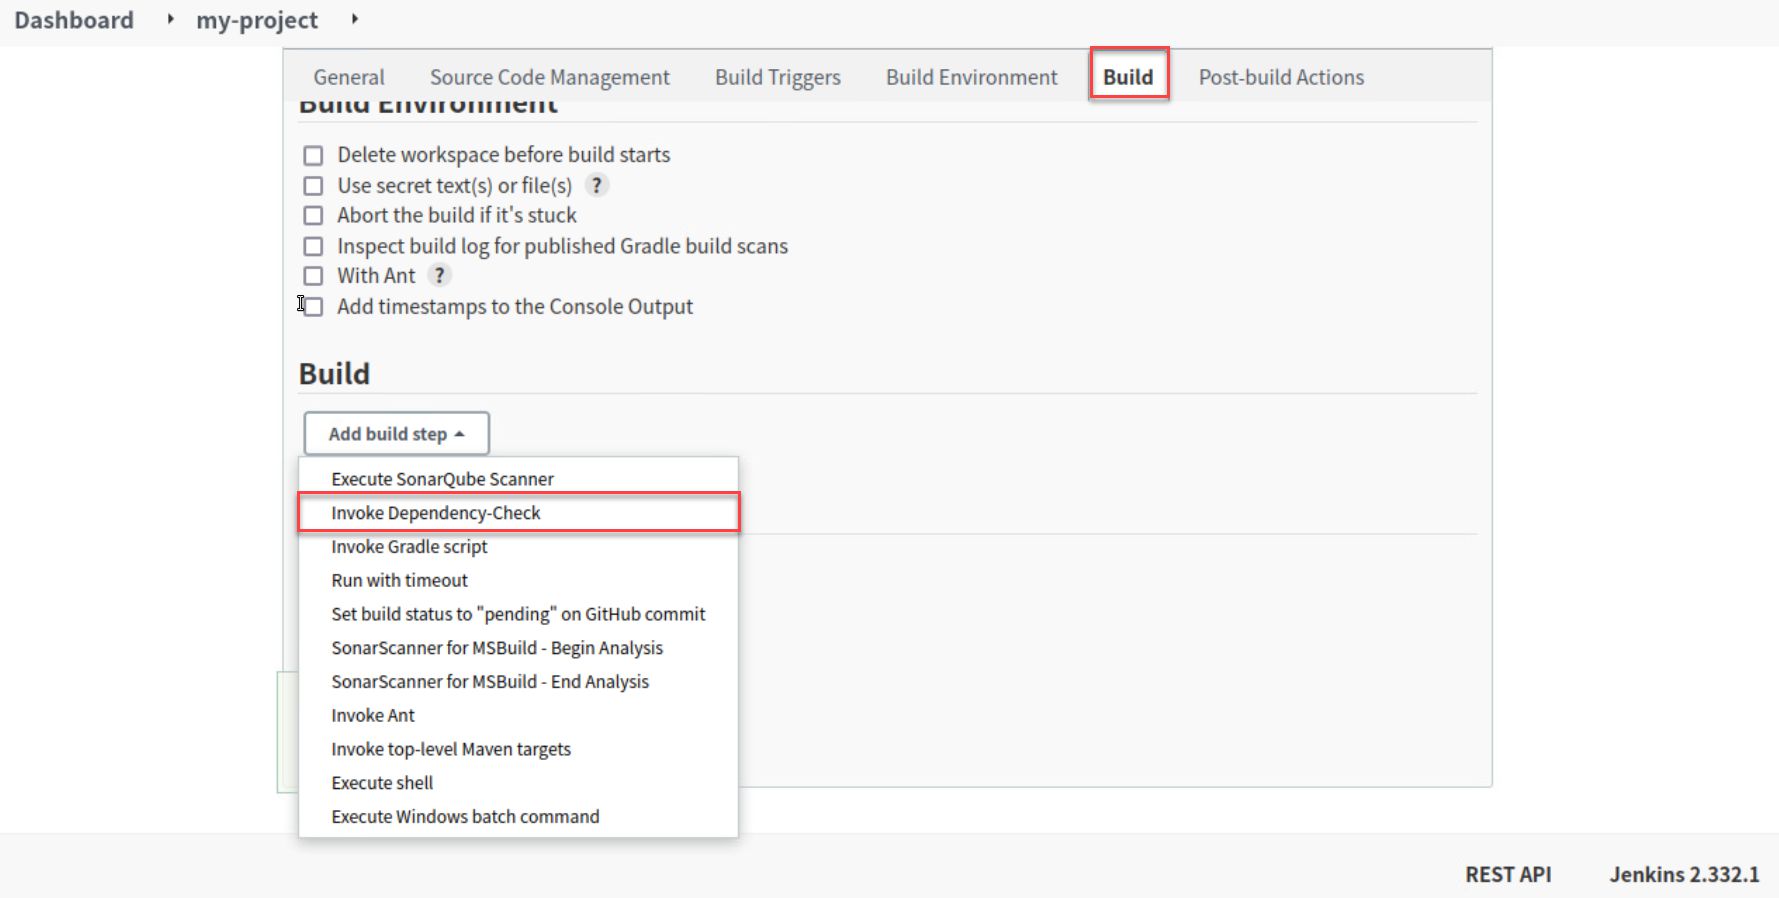 Dashboard my-project
General Source Code Management Build Triggers Build Environment Build Post-build Actions
Build Environment
Delete workspace before build starts
Use secret text(s) or file(s) ?
Abort the build if it's stuck
Inspect build log for published Gradle build scans
With Ant ?
Add timestamps to the Console Output
Build
Add build step
Execute SonarQube Scanner
Invoke Dependency-Check
Invoke Gradle script
Run with timeout
Set build status to "pending" on GitHub commit
SonarScanner for MSBuild - Begin Analysis
SonarScanner for MSBuild - End Analysis
Invoke Ant
Invoke top-level Maven targets
Execute shell
Execute Windows batch command
REST API Jenkins 2.332.1